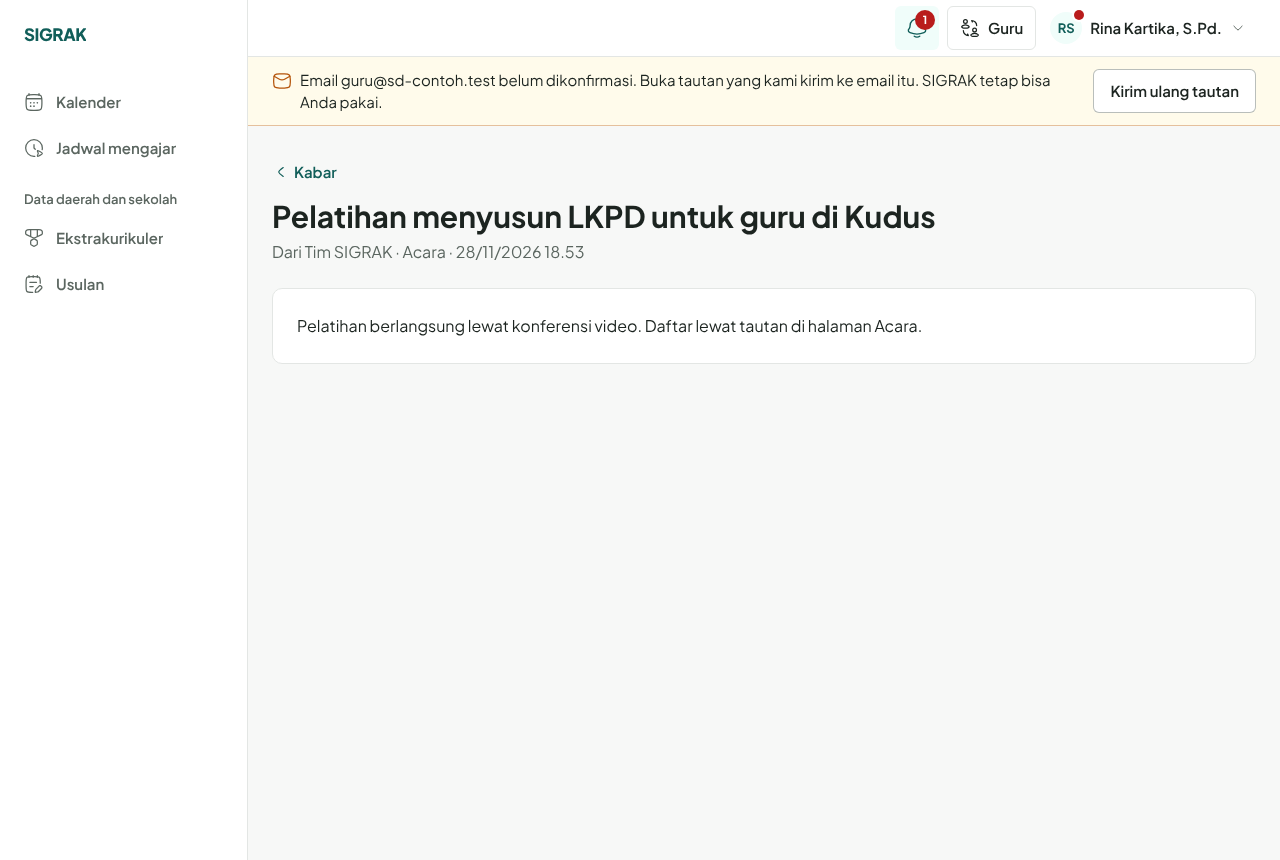 SIGRAK
Kalender
Jadwal mengajar
Data daerah dan sekolah
Ekstrakurikuler
Usulan
1
Guru
RS
Rina Kartika, S.Pd.
Email guru@sd-contoh.test belum dikonfirmasi. Buka tautan yang kami kirim ke email itu. SIGRAK tetap bisa
Anda pakai.
Kirim ulang tautan
Kabar
Pelatihan menyusun LKPD untuk guru di Kudus
Dari Tim SIGRAK · Acara · 28/11/2026 18.53
Pelatihan berlangsung lewat konferensi video. Daftar lewat tautan di halaman Acara.